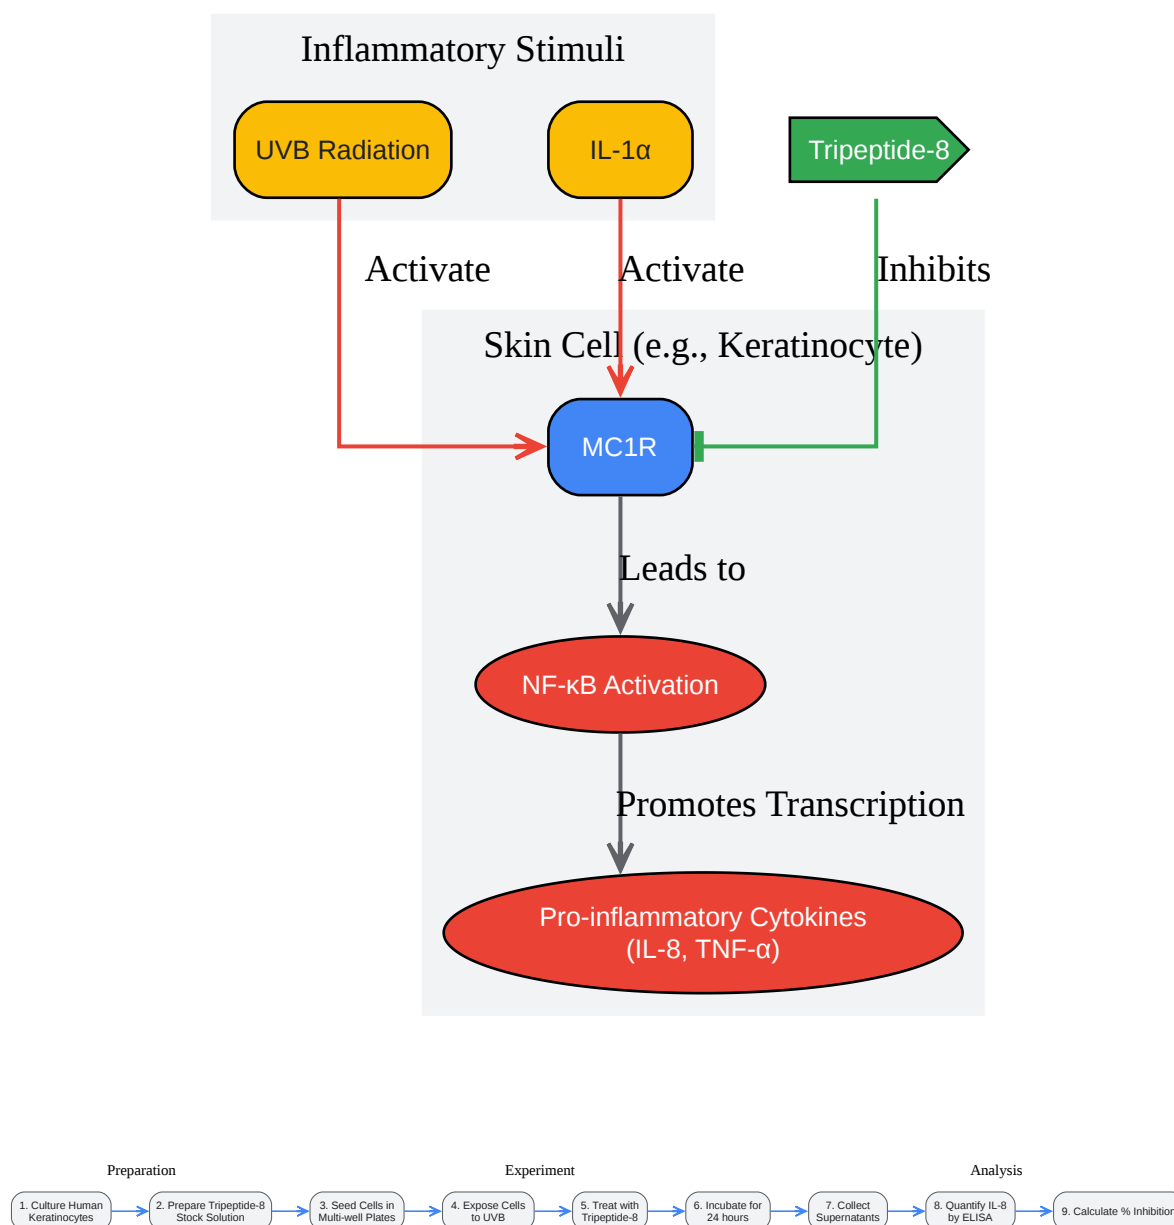 Inflammatory Stimuli
UVB Radiation
IL-1α
Tripeptide-8
Activate
Activate
Inhibits
Skin Cell (e.g., Keratinocyte)
MC1R
Leads to
NF-κB Activation
Promotes Transcription
Pro-inflammatory Cytokines
(IL-8, TNF-α)
Preparation
Experiment
Analysis
1. Culture Human
Keratinocytes
2. Prepare Tripeptide-8
Stock Solution
3. Seed Cells in
Multi-well Plates
4. Expose Cells
to UVB
5. Treat with
Tripeptide-8
6. Incubate for
24 hours
7. Collect
Supernatants
8. Quantify IL-8
by ELISA
9. Calculate % Inhibition